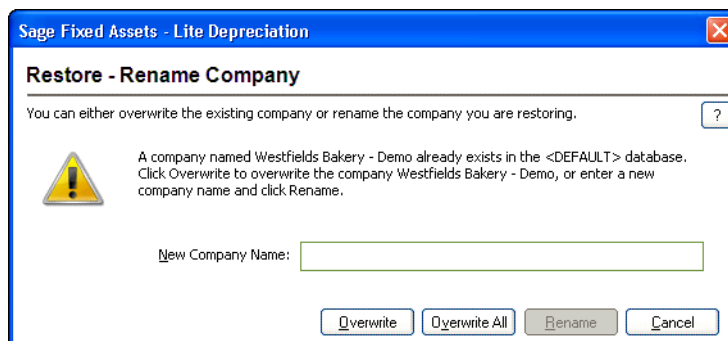 Sage Fixed Assets - Lite Depreciation
Restore - Rename Company
You can either overwrite the existing company or rename the company you are restoring.
?
A company named Westfields Bakery - Demo already exists in the <DEFAULT> database.
Click Overwrite to overwrite the company Westfields Bakery - Demo, or enter a new
company name and click Rename.
New Company Name:
Overwrite Overwrite All Rename Cancel